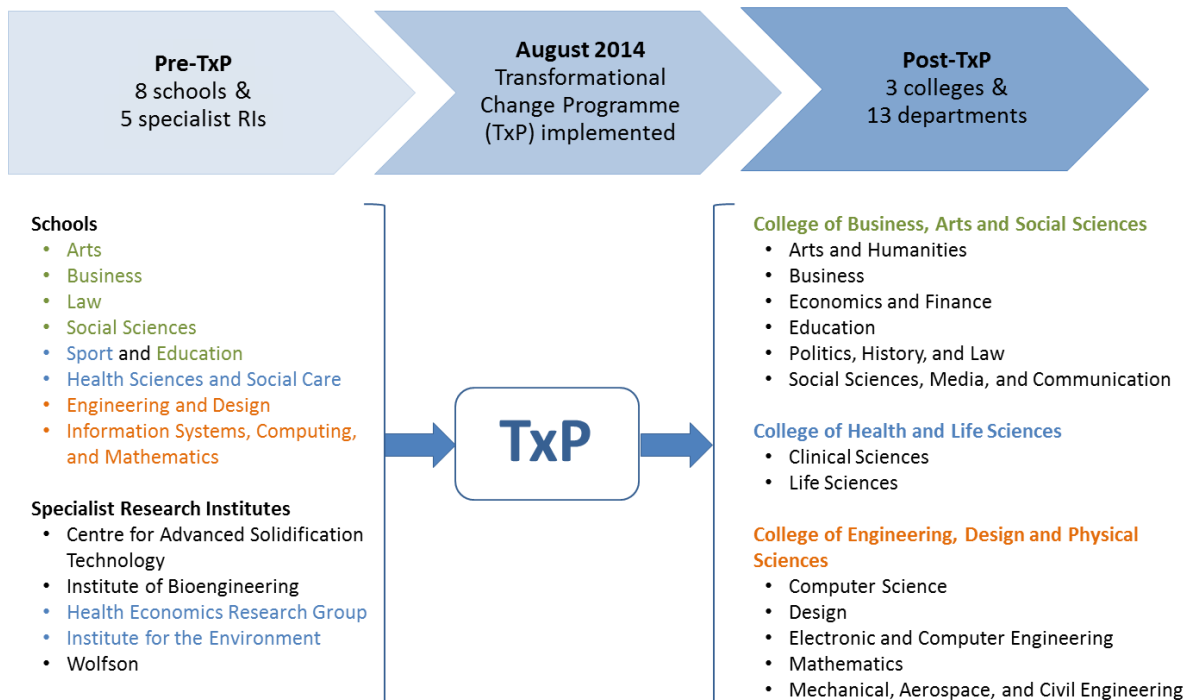 Pre-TxP
8 schools &
5 specialist RIs
August 2014
Transformational
Change Programme
(TxP) implemented
Post-TxP
3 colleges &
13 departments
Schools
• Arts
• Business
• Law
• Social Sciences
• Sport and Education
• Health Sciences and Social Care
• Engineering and Design
• Information Systems, Computing,
and Mathematics
Specialist Research Institutes
• Centre for Advanced Solidification
Technology
• Institute of Bioengineering
• Health Economics Research Group
• Institute for the Environment
• Wolfson
TxP
College of Business, Arts and Social Sciences
• Arts and Humanities
• Business
• Economics and Finance
• Education
• Politics, History, and Law
• Social Sciences, Media, and Communication
College of Health and Life Sciences
• Clinical Sciences
• Life Sciences
College of Engineering, Design and Physical
Sciences
• Computer Science
• Design
• Electronic and Computer Engineering
• Mathematics
• Mechanical, Aerospace, and Civil Engineering